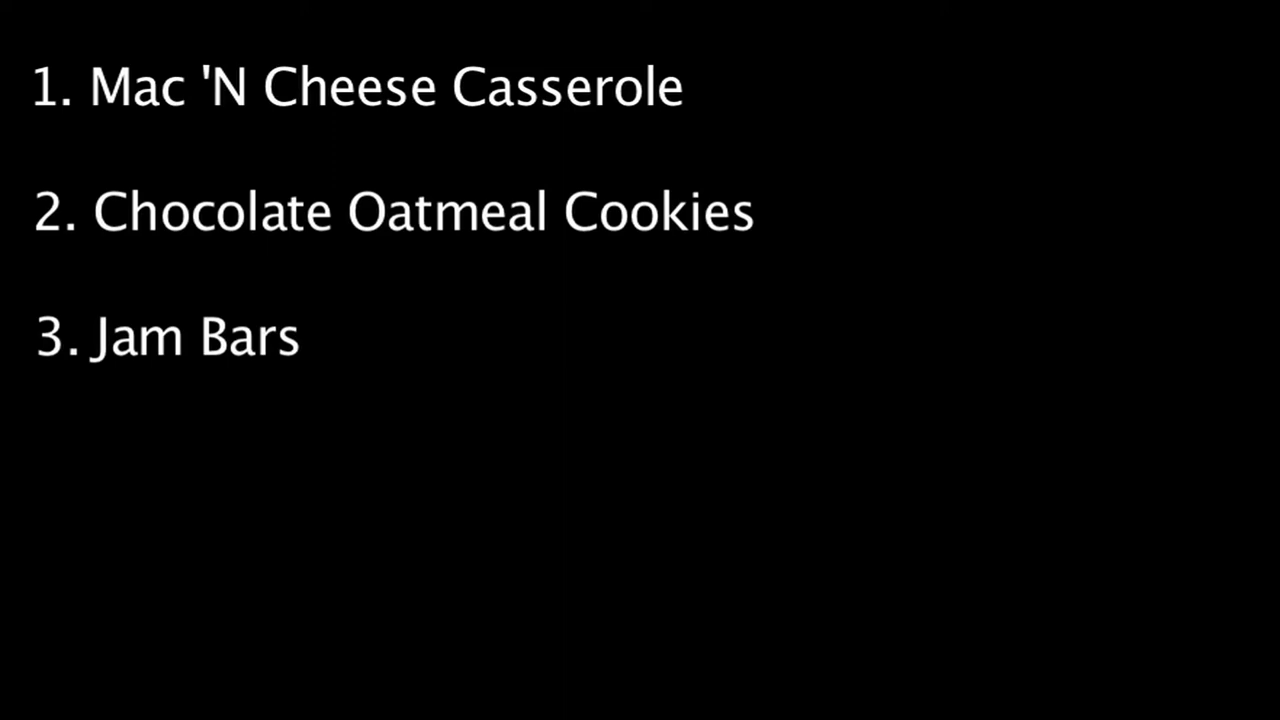 1. Mac 'N Cheese Casserole
2. Chocolate Oatmeal Cookies
3. Jam Bars